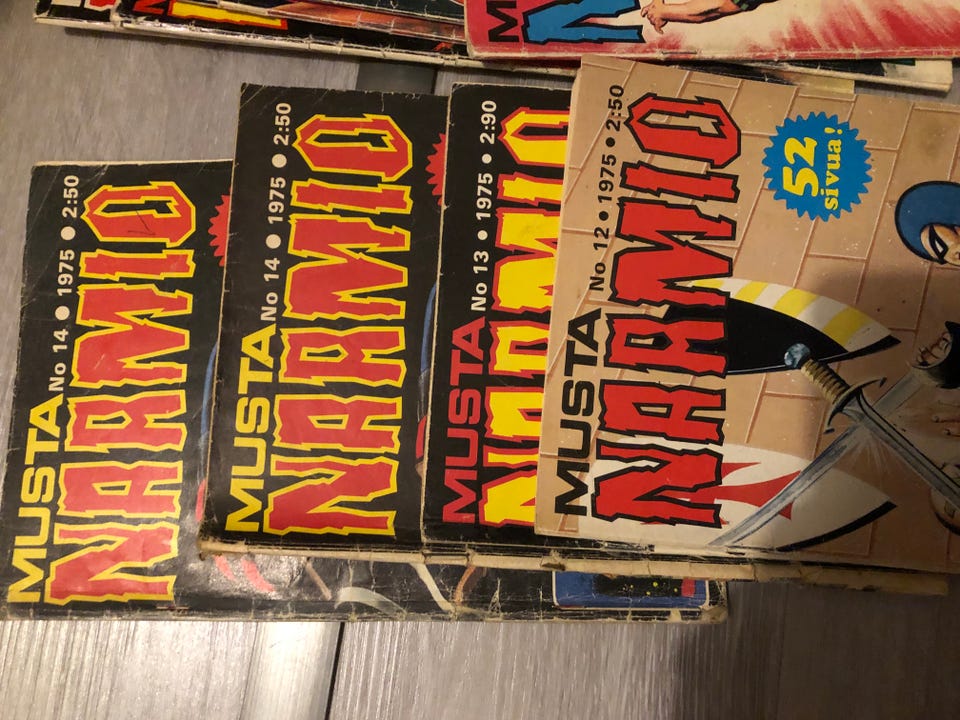 MUSTA No 14 • 1975 • 2:50
NAAMIO
MUSTA No 14 • 1975 • 2:50
NAAMIO
MUSTA No 13 • 1975 • 2:90
NAAMIO
MUSTA No 12 • 1975 • 2:50
NAAMIO
52
sivua!